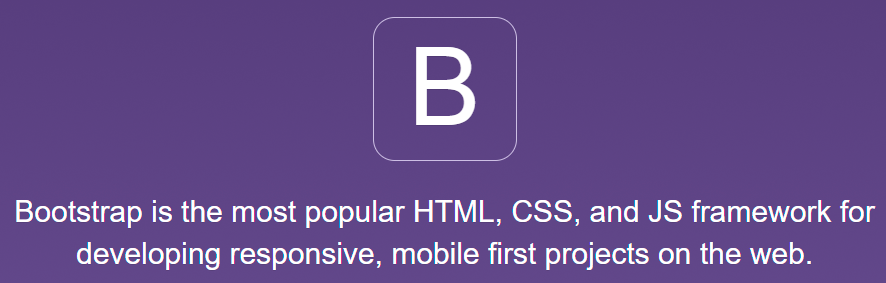 B
Bootstrap is the most popular HTML, CSS, and JS framework for
developing responsive, mobile first projects on the web.